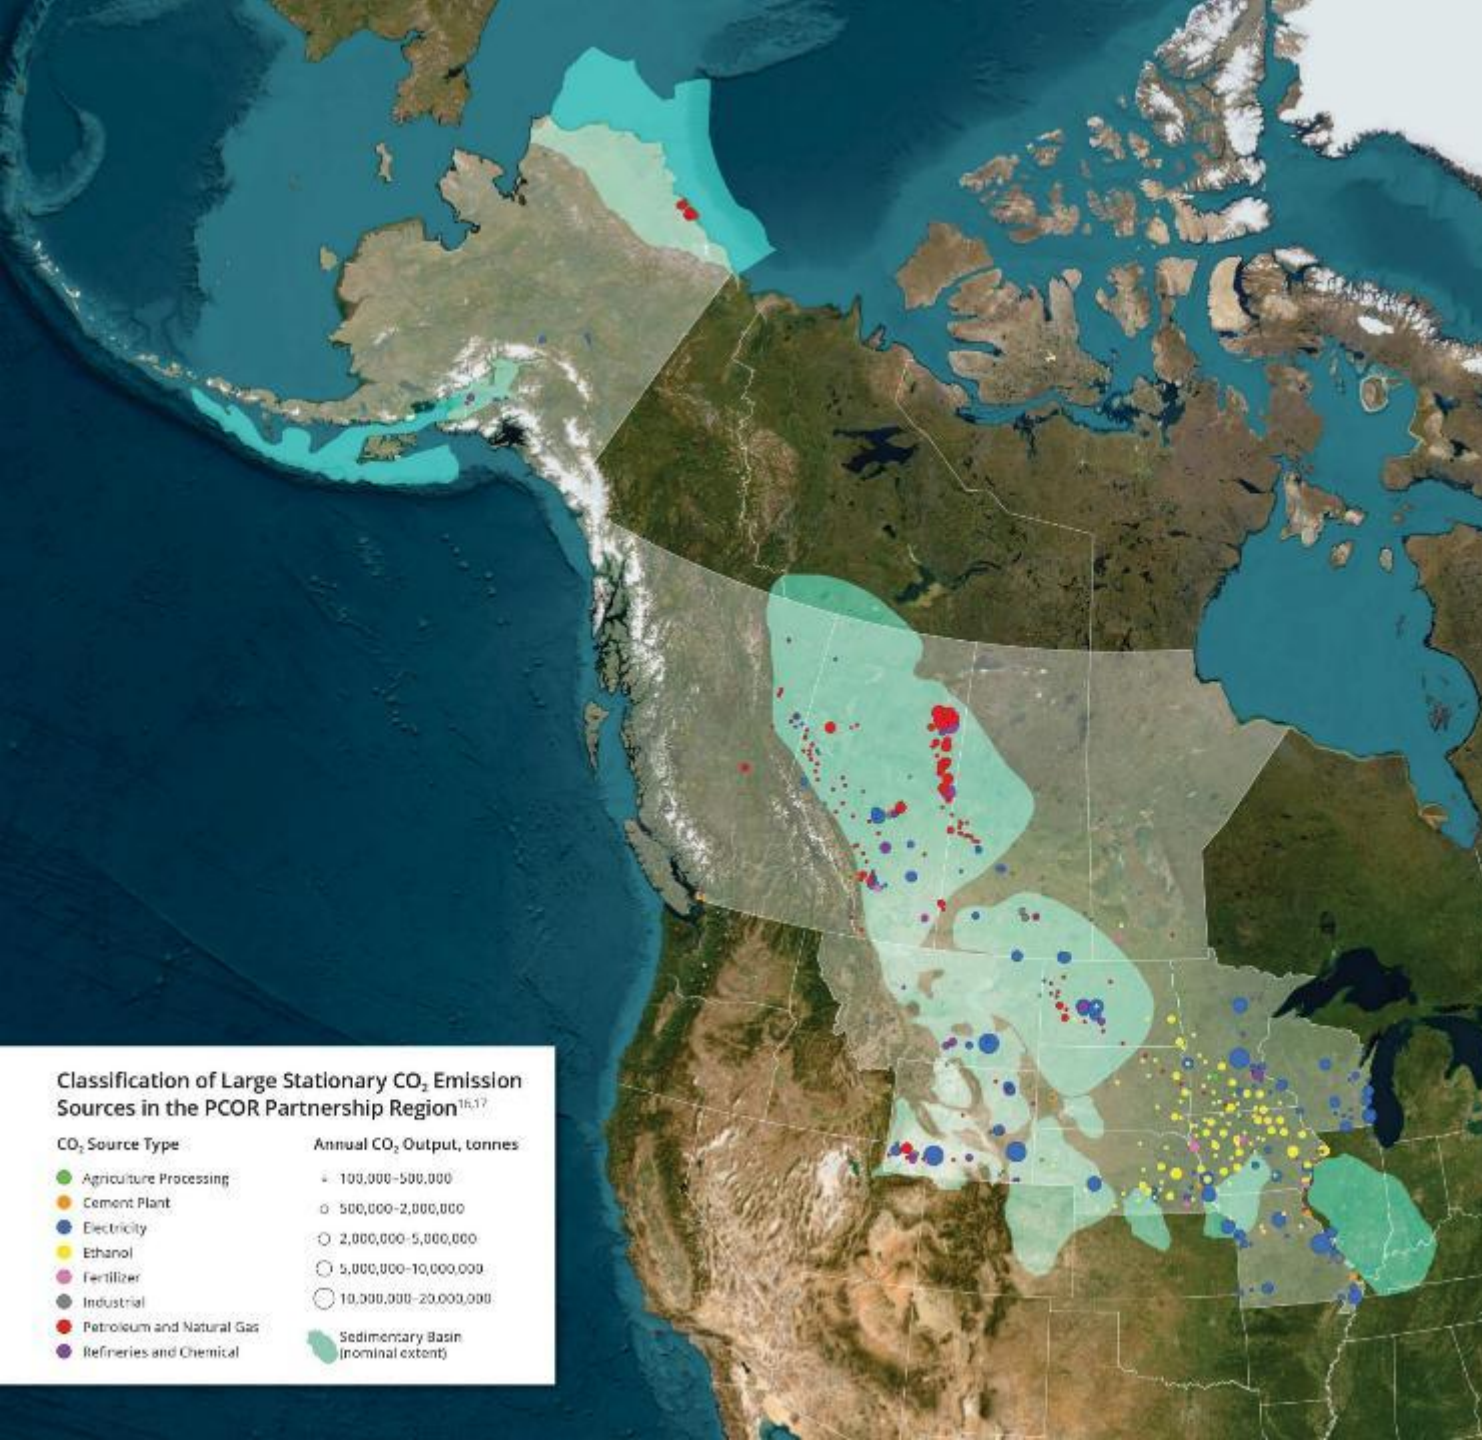 Classification of Large Stationary CO₂ Emission
Sources in the PCOR Partnership Region¹⁶,¹⁷
CO₂ Source Type
Agriculture Processing
Cement Plant
Electricity
Ethanol
Fertilizer
Industrial
Petroleum and Natural Gas
Refineries and Chemical
Annual CO₂ Output, tonnes
100,000–500,000
500,000–2,000,000
2,000,000–5,000,000
5,000,000–10,000,000
10,000,000–20,000,000
Sedimentary Basin
(nominal extent)